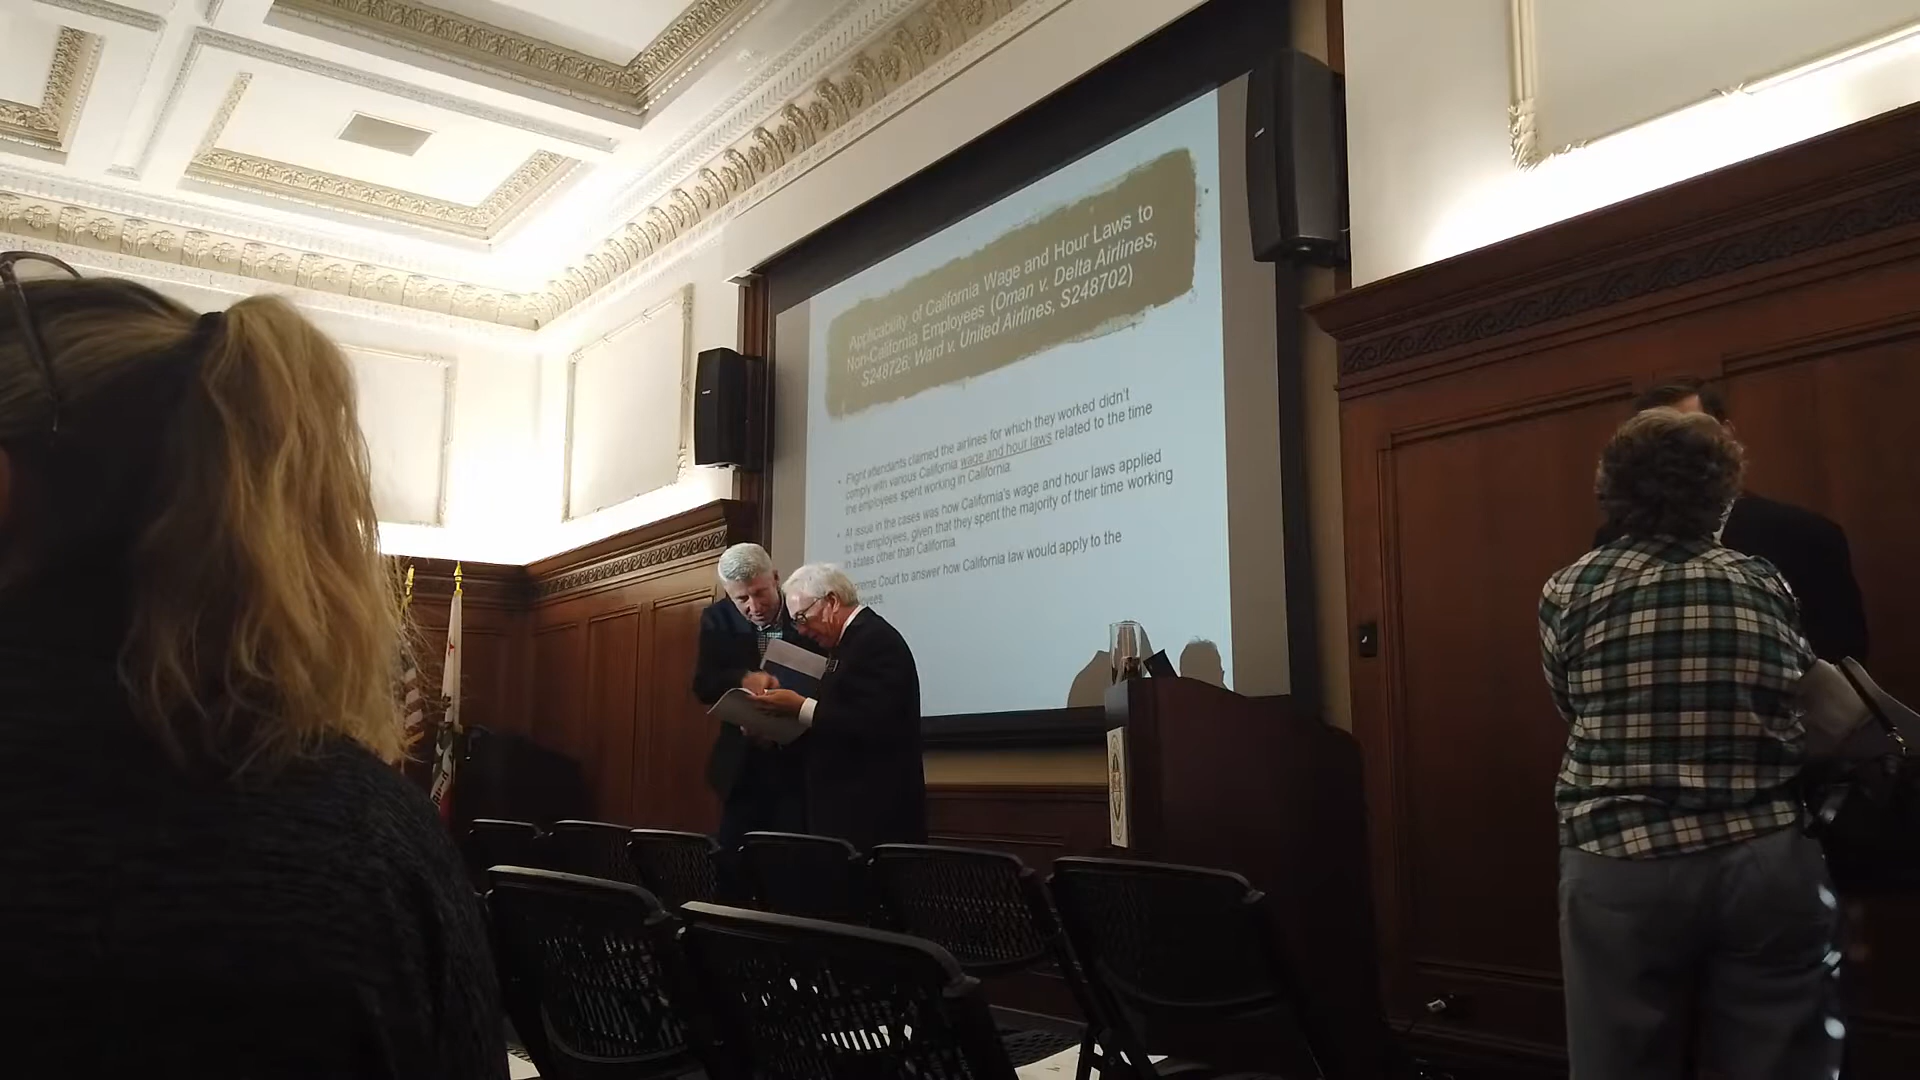 Applicability of California Wage and Hour Laws to
Non-California Employees (Oman v. Delta Airlines,
S248726; Ward v. United Airlines, S248702)
• Flight attendants claimed the airlines for which they worked didn't
comply with various California wage and hour laws related to the time
the employees spent working in California.
• At issue in the cases was how California's wage and hour laws applied
to the employees, given that they spent the majority of their time working
in states other than California.
preme Court to answer how California law would apply to the
ployees.